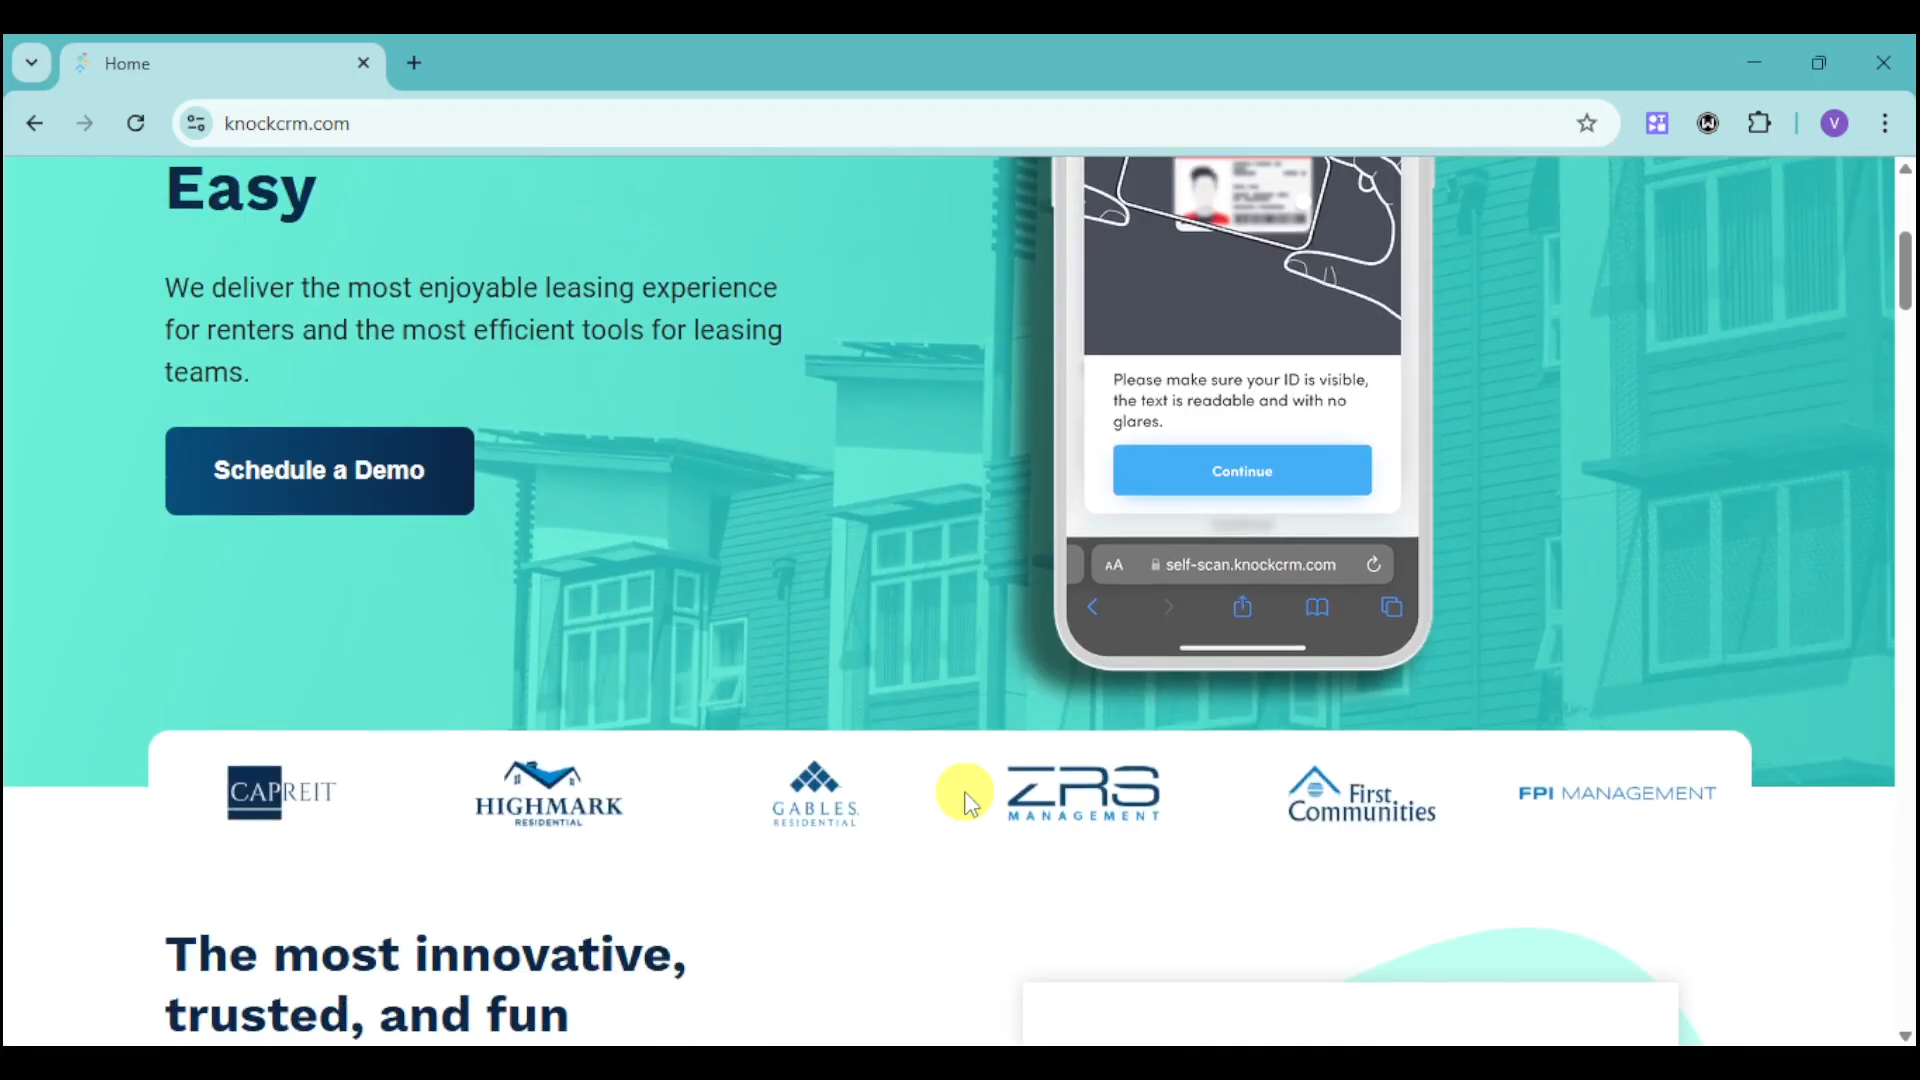 Home
knockcrm.com
V
Easy
We deliver the most enjoyable leasing experience
for renters and the most efficient tools for leasing
teams.
Schedule a Demo
Please make sure your ID is visible,
the text is readable and with no
glares.
Continue
AA self-scan.knockcrm.com
CAPREIT
HIGHMARK
RESIDENTIAL
GABLES
RESIDENTIAL
ZRS
MANAGEMENT
First
Communities
FPI MANAGEMENT
The most innovative,
trusted, and fun